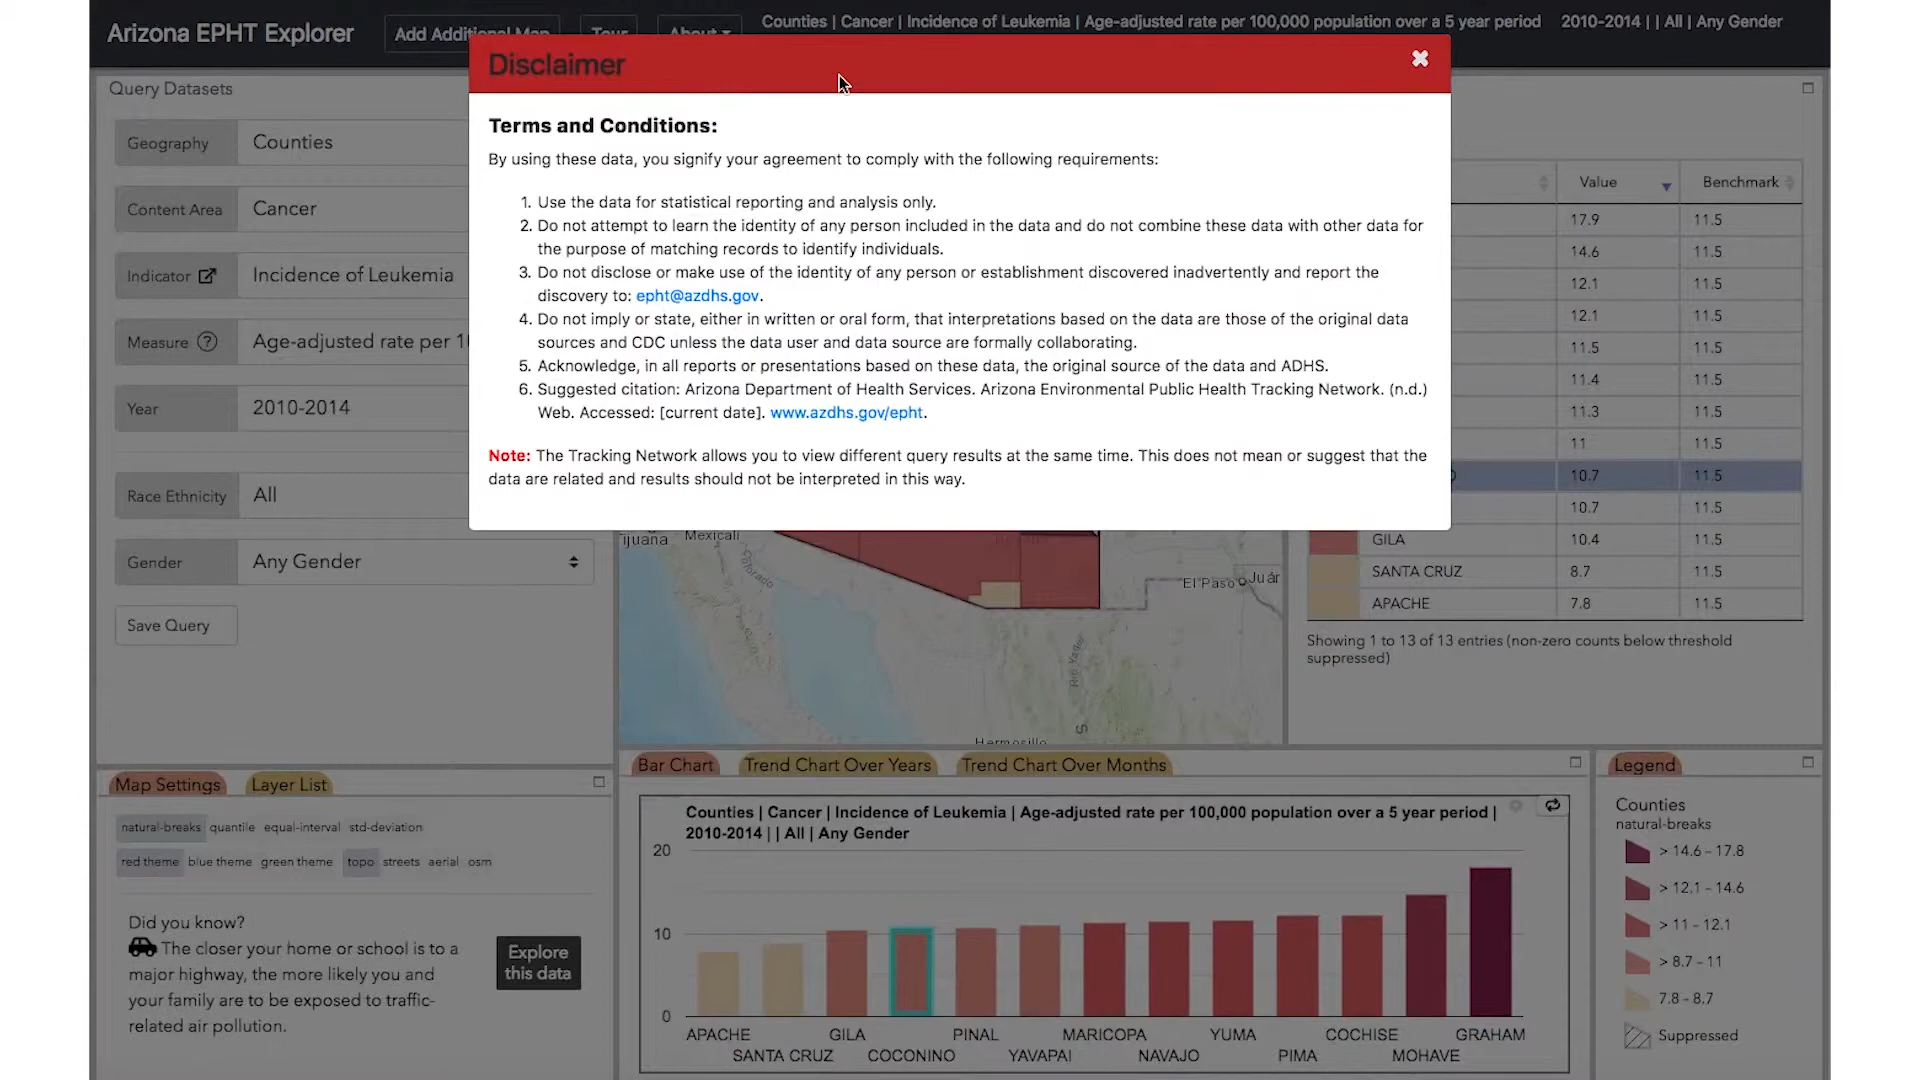 Arizona EPHT Explorer
Add Additional Map
Tour
About
Counties | Cancer | Incidence of Leukemia | Age-adjusted rate per 100,000 population over a 5 year period 2010-2014 | | All | Any Gender
Disclaimer
Terms and Conditions:
By using these data, you signify your agreement to comply with the following requirements:
1. Use the data for statistical reporting and analysis only.
2. Do not attempt to learn the identity of any person included in the data and do not combine these data with other data for
the purpose of matching records to identify individuals.
3. Do not disclose or make use of the identity of any person or establishment discovered inadvertently and report the
discovery to: epht@azdhs.gov.
4. Do not imply or state, either in written or oral form, that interpretations based on the data are those of the original data
sources and CDC unless the data user and data source are formally collaborating.
5. Acknowledge, in all reports or presentations based on these data, the original source of the data and ADHS.
6. Suggested citation: Arizona Department of Health Services. Arizona Environmental Public Health Tracking Network. (n.d.)
Web. Accessed: [current date]. www.azdhs.gov/epht.
Note: The Tracking Network allows you to view different query results at the same time. This does not mean or suggest that the
data are related and results should not be interpreted in this way.
Query Datasets
Geography Counties
Content Area Cancer
Indicator Incidence of Leukemia
Measure Age-adjusted rate per
Year 2010-2014
Race Ethnicity All
Gender Any Gender
Save Query
Value Benchmark
17.9 11.5
14.6 11.5
12.1 11.5
12.1 11.5
11.5 11.5
11.4 11.5
11.3 11.5
11 11.5
10.7 11.5
10.7 11.5
GILA 10.4 11.5
SANTA CRUZ 8.7 11.5
APACHE 7.8 11.5
Showing 1 to 13 of 13 entries (non-zero counts below threshold
suppressed)
ijuana
Mexicali
Colorado
El Paso
Juár
Hermosillo
Map Settings
Layer List
natural-breaks quantile equal-interval std-deviation
red theme blue theme green theme topo streets aerial osm
Did you know?
The closer your home or school is to a
major highway, the more likely you and
your family are to be exposed to traffic-
related air pollution.
Explore
this data
Bar Chart
Trend Chart Over Years
Trend Chart Over Months
Counties | Cancer | Incidence of Leukemia | Age-adjusted rate per 100,000 population over a 5 year period |
2010-2014 | | All | Any Gender
20
10
0
APACHE
SANTA CRUZ
GILA
COCONINO
PINAL
YAVAPAI
MARICOPA
NAVAJO
YUMA
PIMA
COCHISE
MOHAVE
GRAHAM
Legend
Counties
natural-breaks
> 14.6 - 17.8
> 12.1 - 14.6
> 11 - 12.1
> 8.7 - 11
7.8 - 8.7
Suppressed